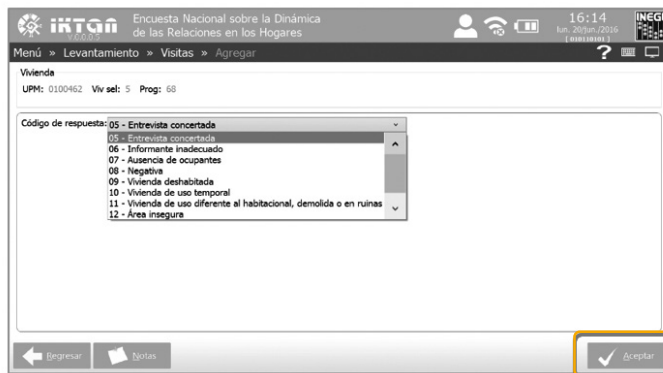 iKTaN
V.0.0.0.5
Encuesta Nacional sobre la Dinámica
de las Relaciones en los Hogares
16:14
lun. 20/jun./2016
[ 010110101 ]
INEGI
Menú » Levantamiento » Visitas » Agregar
?
Vivienda
UPM: 0100462 Viv sel: 5 Prog: 68
Código de respuesta: 05 - Entrevista concertada
05 - Entrevista concertada
06 - Informante inadecuado
07 - Ausencia de ocupantes
08 - Negativa
09 - Vivienda deshabitada
10 - Vivienda de uso temporal
11 - Vivienda de uso diferente al habitacional, demolida o en ruinas
12 - Área insegura
Regresar
Notas
Aceptar